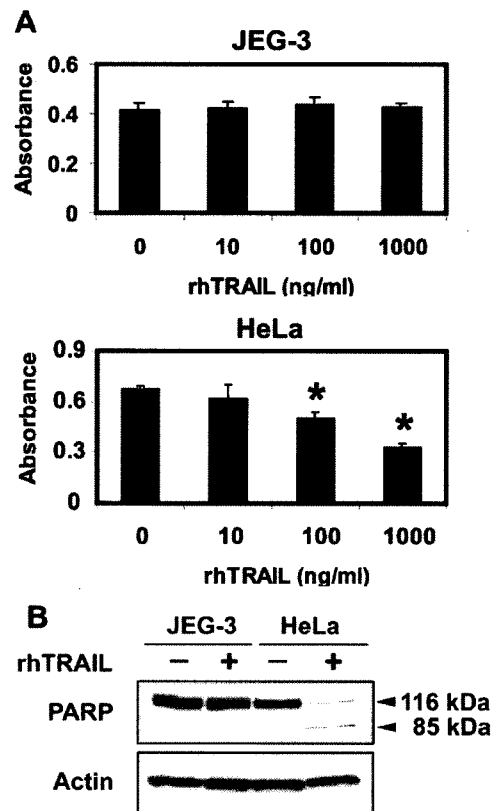 A
JEG-3
Absorbance
0.6
0.4
0.2
0
0 10 100 1000
rhTRAIL (ng/ml)
HeLa
Absorbance
0.9
0.6
0.3
0
*
*
0 10 100 1000
rhTRAIL (ng/ml)
B
JEG-3 HeLa
rhTRAIL − + − +
PARP
116 kDa
85 kDa
Actin